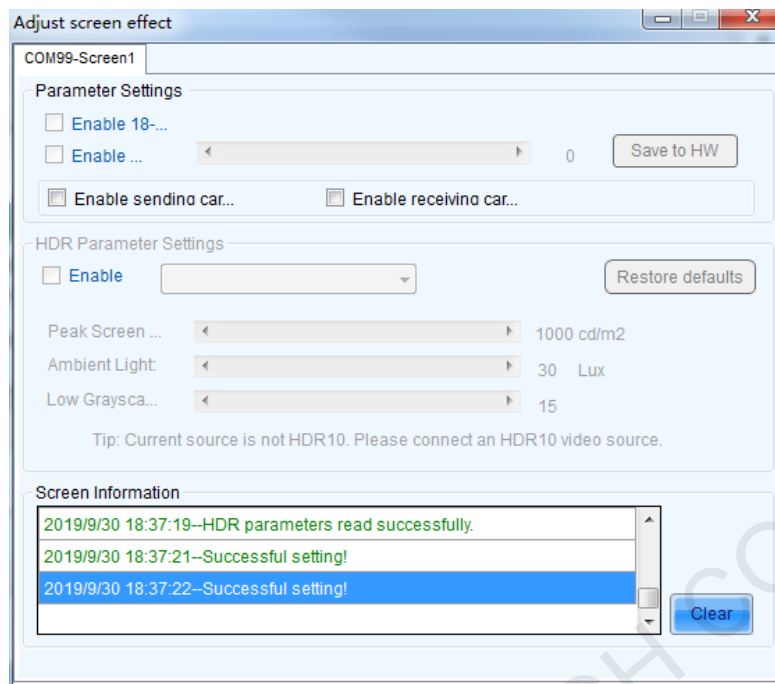 Adjust screen effect
COM99-Screen1
Parameter Settings
Enable 18-...
Enable ... 0 Save to HW
Enable sending car... Enable receiving car...
HDR Parameter Settings
Enable Restore defaults
Peak Screen ... 1000 cd/m2
Ambient Light: 30 Lux
Low Graysca... 15
Tip: Current source is not HDR10. Please connect an HDR10 video source.
Screen Information
2019/9/30 18:37:19--HDR parameters read successfully.
2019/9/30 18:37:21--Successful setting!
2019/9/30 18:37:22--Successful setting!
Clear